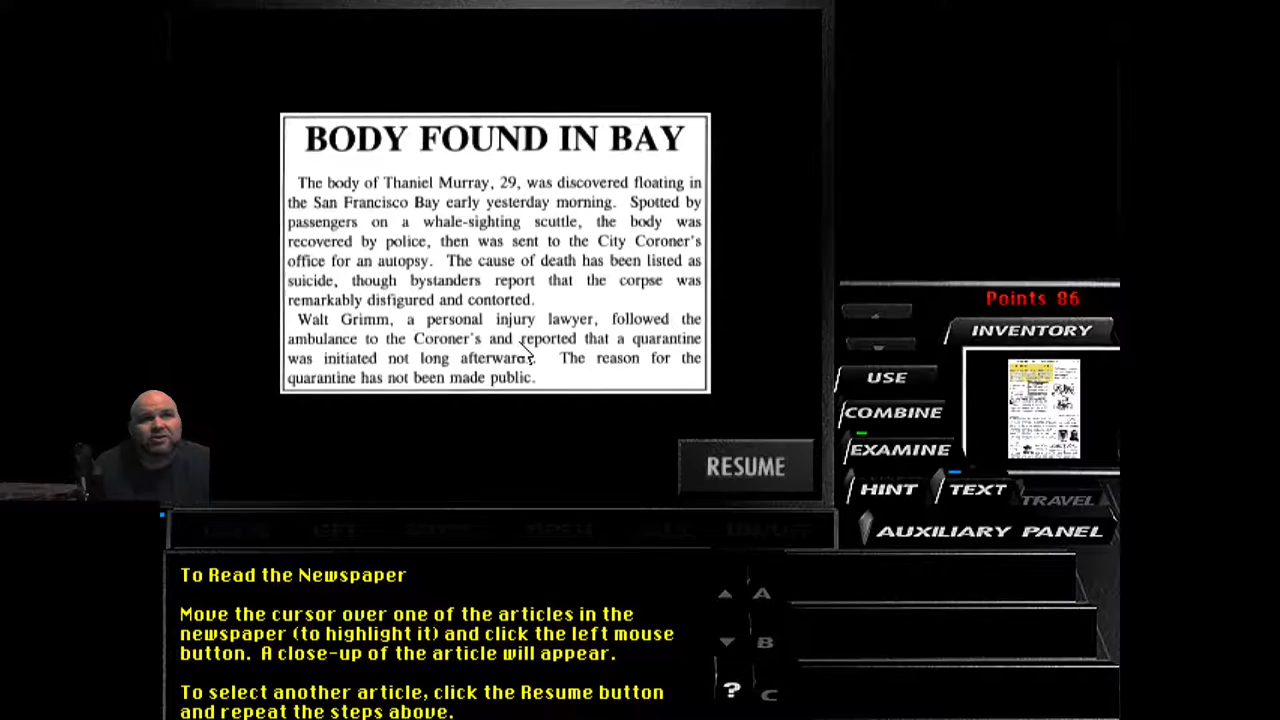 BODY FOUND IN BAY
The body of Thaniel Murray, 29, was discovered floating in
the San Francisco Bay early yesterday morning. Spotted by
passengers on a whale-sighting scuttle, the body was
recovered by police, then was sent to the City Coroner's
office for an autopsy. The cause of death has been listed as
suicide, though bystanders report that the corpse was
remarkably disfigured and contorted.
Walt Grimm, a personal injury lawyer, followed the
ambulance to the Coroner's and reported that a quarantine
was initiated not long afterwards. The reason for the
quarantine has not been made public.
RESUME
Points 86
INVENTORY
USE
COMBINE
EXAMINE
HINT
TEXT
TRAVEL
AUXILIARY PANEL
To Read the Newspaper
Move the cursor over one of the articles in the
newspaper (to highlight it) and click the left mouse
button. A close-up of the article will appear.
To select another article, click the Resume button
and repeat the steps above.
A
B
? C